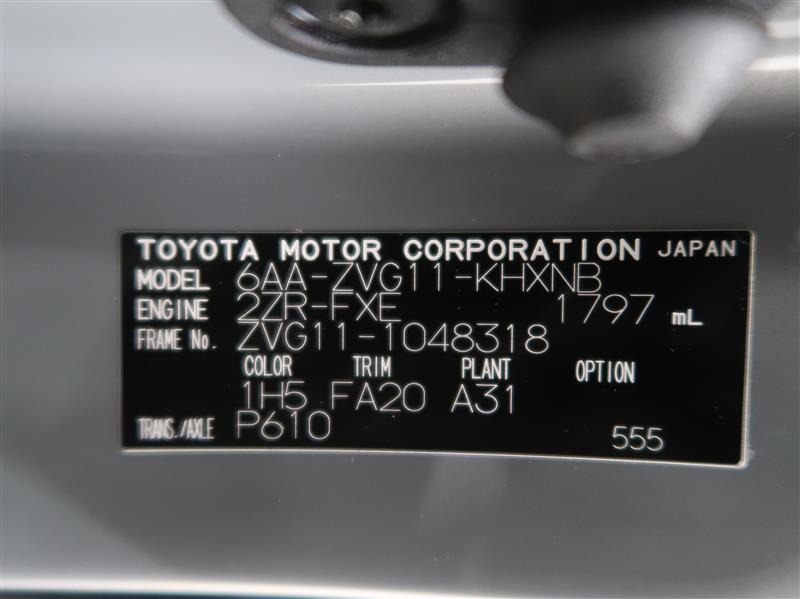 TOYOTA MOTOR CORPORATION JAPAN
MODEL 6AA-ZVG11-KHXNB
ENGINE 2ZR-FXE 1797 mL
FRAME No. ZVG11-1048318
COLOR TRIM PLANT OPTION
1H5 FA20 A31
TRANS./AXLE P610 555